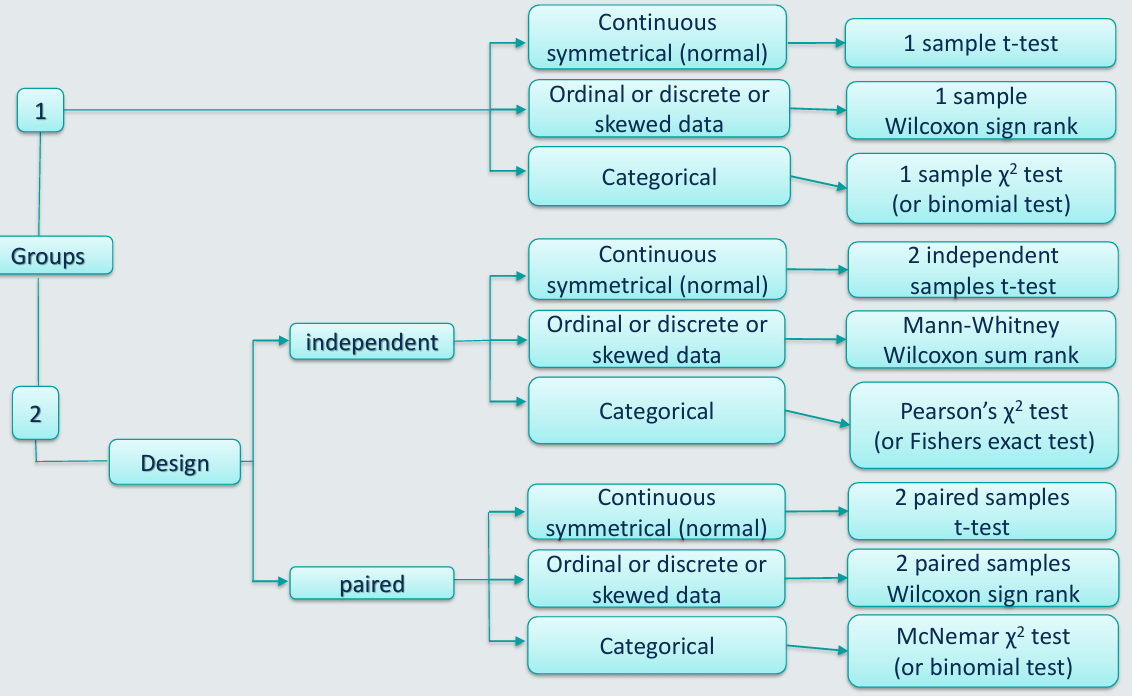 Continuous
symmetrical (normal)
1 sample t-test
1
Ordinal or discrete or
skewed data
1 sample
Wilcoxon sign rank
Categorical
1 sample χ² test
(or binomial test)
Groups
Continuous
symmetrical (normal)
2 independent
samples t-test
independent
Ordinal or discrete or
skewed data
Mann-Whitney
Wilcoxon sum rank
2
Categorical
Pearson’s χ² test
(or Fishers exact test)
Design
Continuous
symmetrical (normal)
2 paired samples
t-test
paired
Ordinal or discrete or
skewed data
2 paired samples
Wilcoxon sign rank
Categorical
McNemar χ² test
(or binomial test)